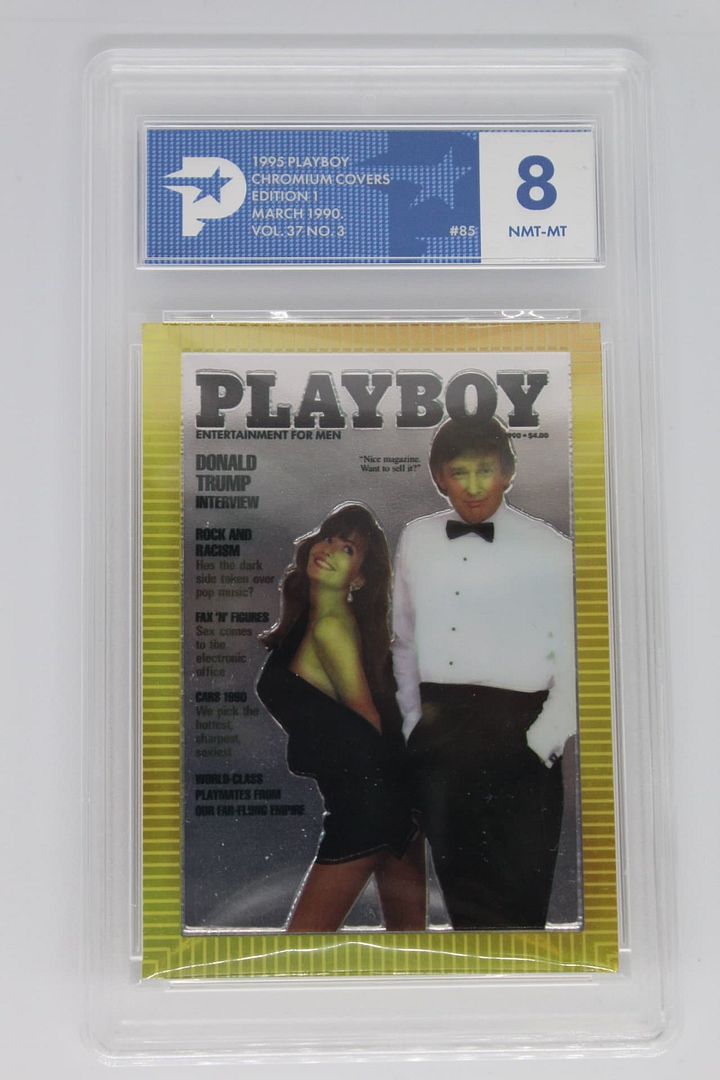 1995 PLAYBOY
CHROMIUM COVERS
EDITION 1
MARCH 1990.
VOL. 37 NO. 3
#85
8
NMT-MT
PLAYBOY
ENTERTAINMENT FOR MEN
990 • $4.00
DONALD
TRUMP
INTERVIEW
"Nice magazine.
Want to sell it?"
ROCK AND
RACISM
Has the dark
side taken over
pop music?
FAX 'N' FIGURES
Sex comes
to the
electronic
office
CARS 1990
We pick the
hottest,
sharpest,
sexiest
WORLD-CLASS
PLAYMATES FROM
OUR FAR-FLUNG EMPIRE